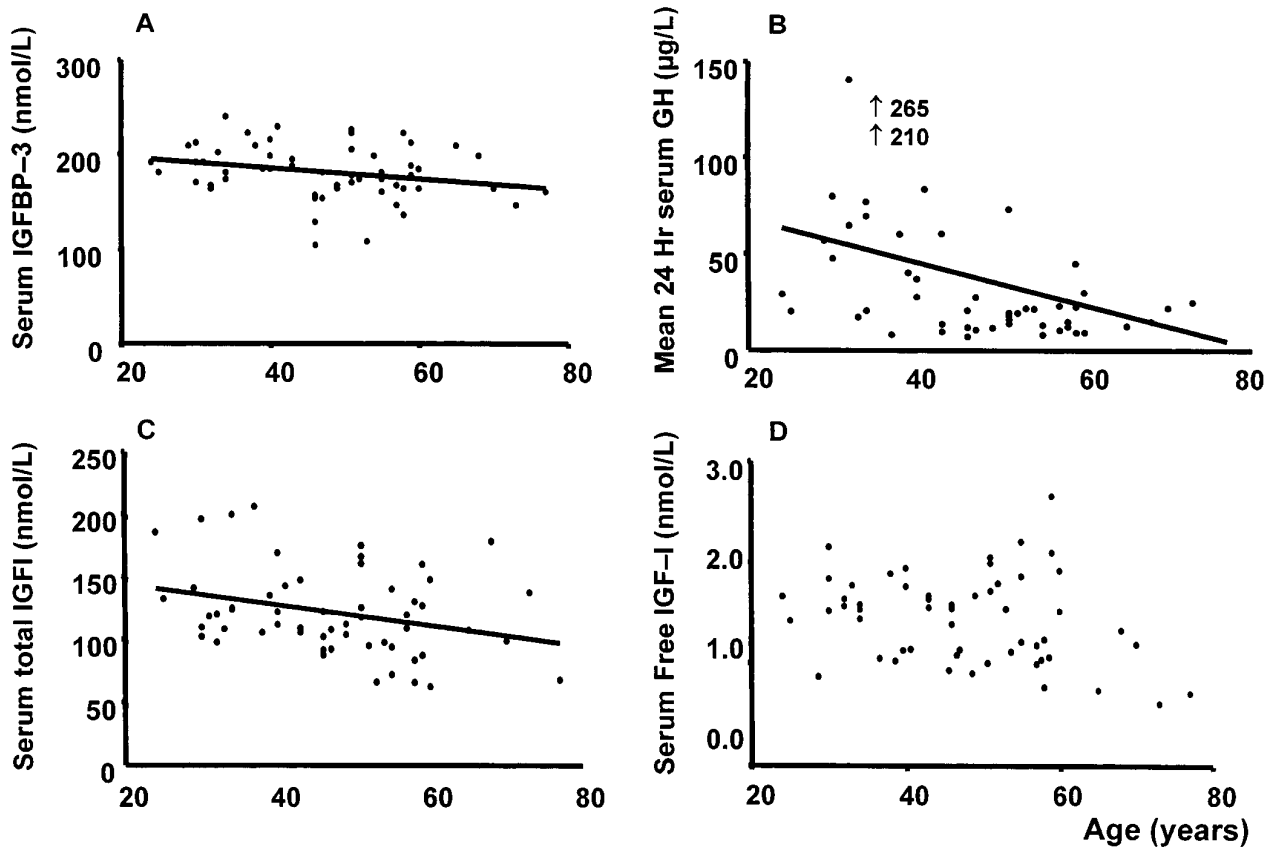 A
Serum IGFBP–3 (nmol/L)
300
200
100
0
20 40 60 80
B
Mean 24 Hr serum GH (µg/L)
150
↑ 265
↑ 210
100
50
0
20 40 60 80
C
Serum total IGFI (nmol/L)
250
200
150
100
50
0
20 40 60 80
D
Serum Free IGF–I (nmol/L)
3.0
2.0
1.0
0.0
20 40 60 80
Age (years)